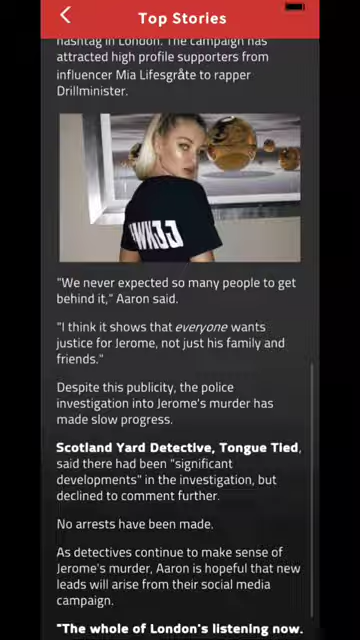 Top Stories
hashtag in London. The campaign has
attracted high profile supporters from
influencer Mia Lifesgråte to rapper
Drillminister.
#WKJJ
"We never expected so many people to get
behind it," Aaron said.
"I think it shows that everyone wants
justice for Jerome, not just his family and
friends."
Despite this publicity, the police
investigation into Jerome's murder has
made slow progress.
Scotland Yard Detective, Tongue Tied,
said there had been "significant
developments" in the investigation, but
declined to comment further.
No arrests have been made.
As detectives continue to make sense of
Jerome's murder, Aaron is hopeful that new
leads will arise from their social media
campaign.
"The whole of London's listening now.